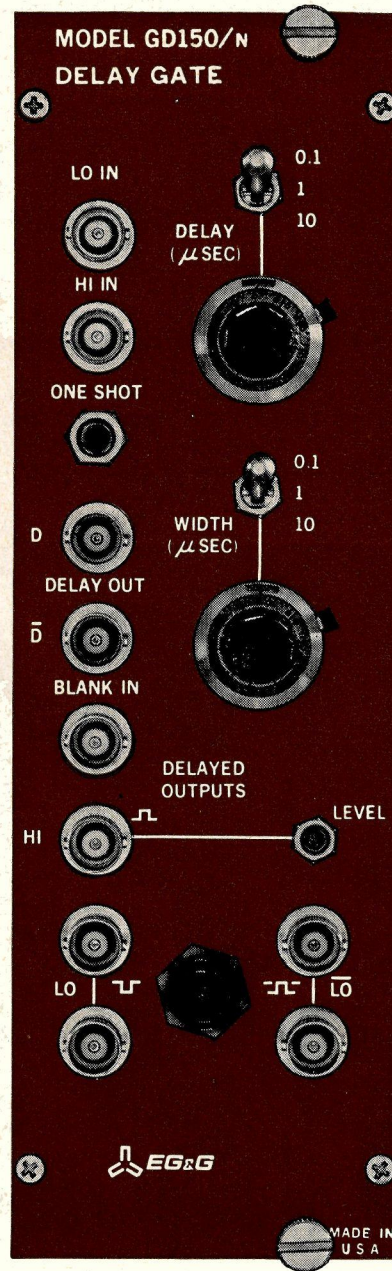 MODEL GD150/N
DELAY GATE
LO IN
0.1
1
10
DELAY
(μSEC)
HI IN
ONE SHOT
0.1
1
10
WIDTH
(μSEC)
D
DELAY OUT
D̅
BLANK IN
DELAYED
OUTPUTS
LEVEL
HI
LO
L̅O̅
EG&G
MADE IN
USA